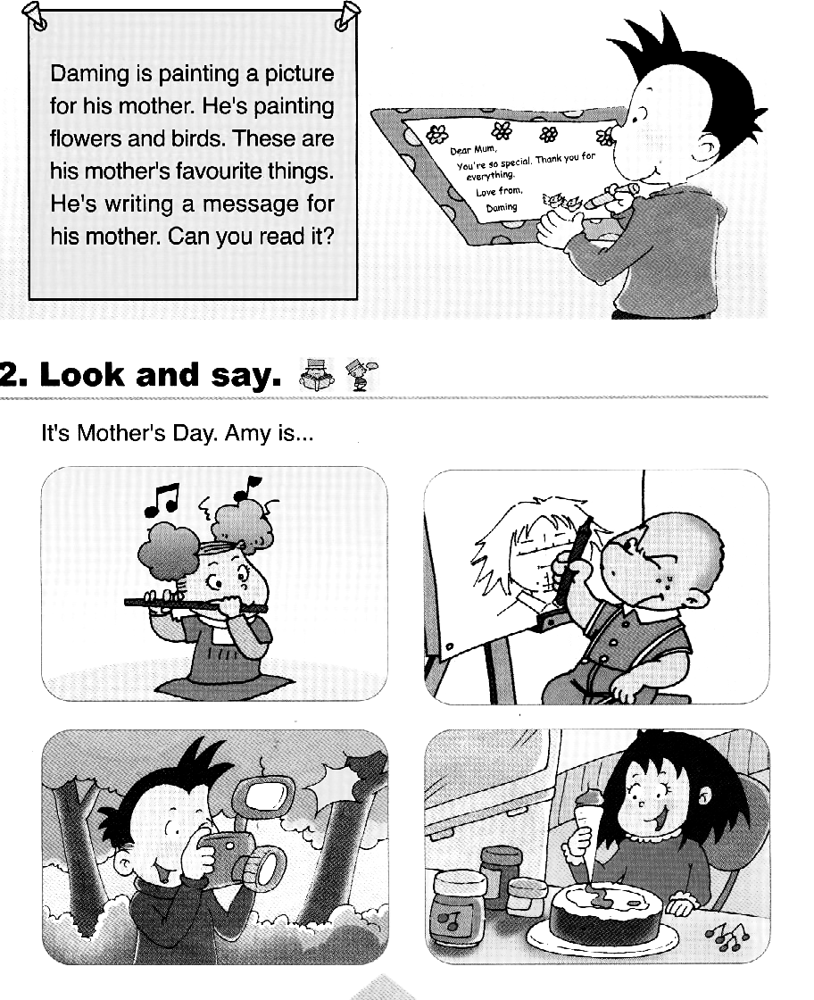 Daming is painting a picture
for his mother. He's painting
flowers and birds. These are
his mother's favourite things.
He's writing a message for
his mother. Can you read it?
Dear Mum,
You're so special. Thank you for
everything.
Love from,
Daming
2. Look and say.
It's Mother's Day. Amy is...